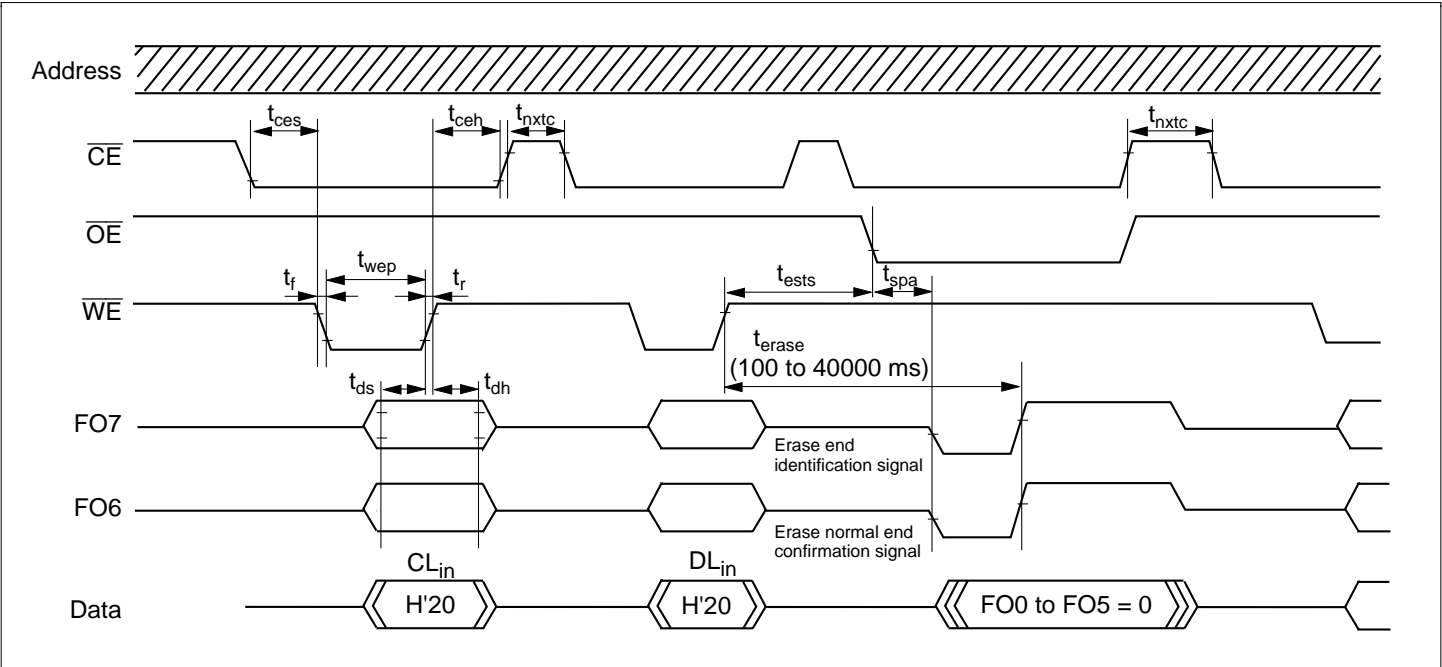 Address
t_ces t_ceh t_nxtc t_nxtc
CE
OE
t_wep t_ests t_spa
t_f t_r
WE
t_erase
(100 to 40000 ms)
t_ds t_dh
FO7
Erase end
identification signal
FO6
Erase normal end
confirmation signal
CL_in DL_in
Data H'20 H'20 FO0 to FO5 = 0